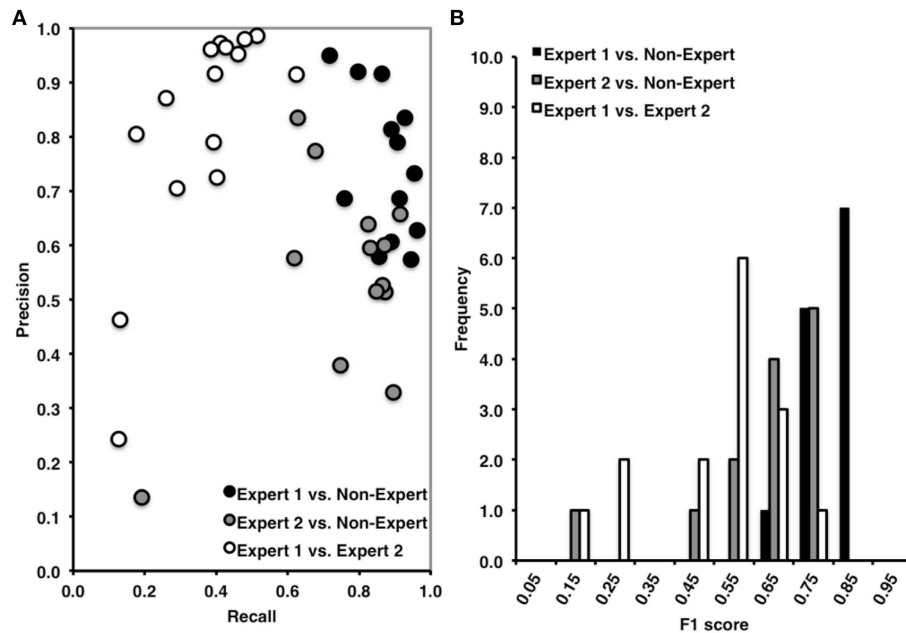 A
1.0
0.9
0.8
0.7
0.6
0.5
0.4
0.3
0.2
0.1
0.0
Precision
0.0 0.2 0.4 0.6 0.8 1.0
Recall
Expert 1 vs. Non-Expert
Expert 2 vs. Non-Expert
Expert 1 vs. Expert 2
B
10.0
9.0
8.0
7.0
6.0
5.0
4.0
3.0
2.0
1.0
0.0
Frequency
Expert 1 vs. Non-Expert
Expert 2 vs. Non-Expert
Expert 1 vs. Expert 2
0.05 0.15 0.25 0.35 0.45 0.55 0.65 0.75 0.85 0.95
F1 score